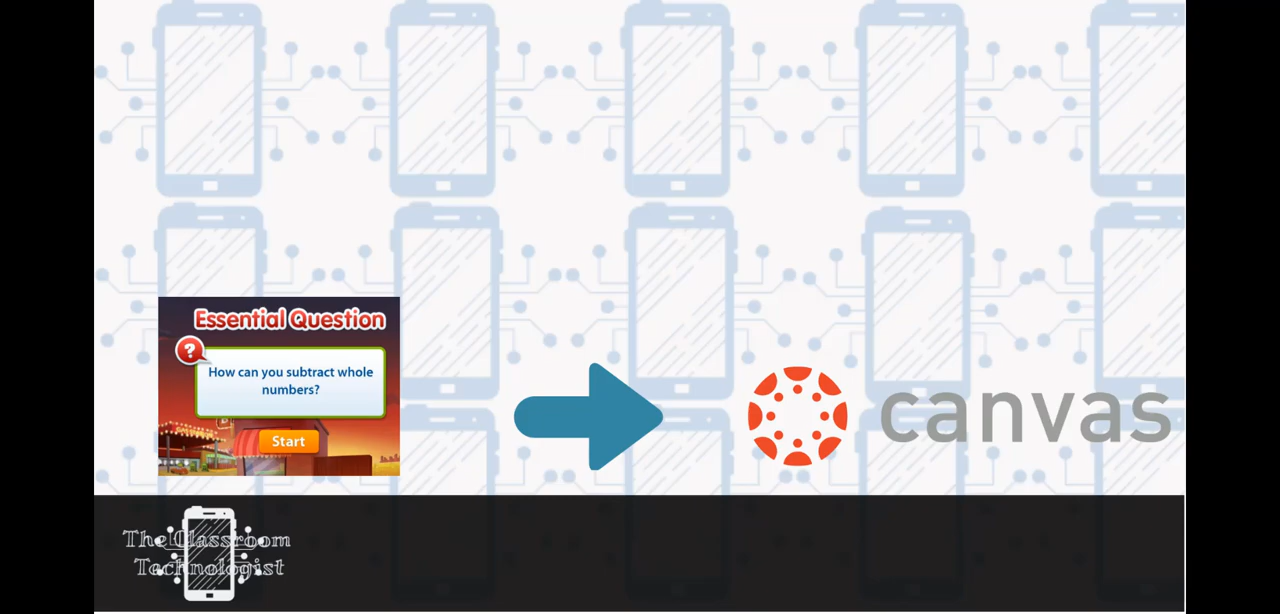 Essential Question
?
How can you subtract whole
numbers?
Start
canvas
The Classroom
Technologist